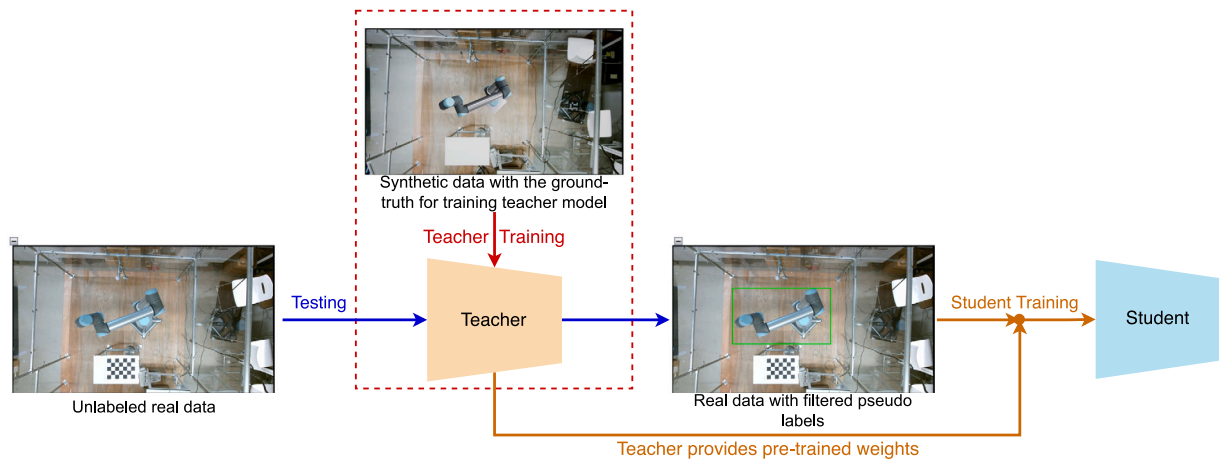 Synthetic data with the ground-
truth for training teacher model
Teacher Training
Testing
Teacher
Student Training
Student
Unlabeled real data
Real data with filtered pseudo
labels
Teacher provides pre-trained weights